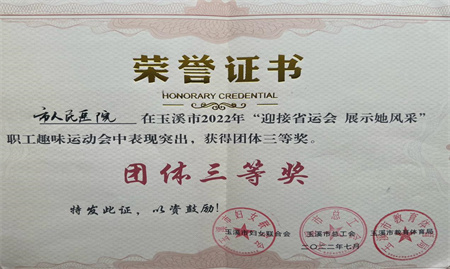 荣誉证书
HONORARY CREDENTIAL
市人民医院 在玉溪市2022年“迎接省运会 展示她风采”
职工趣味运动会中表现突出，获得团体三等奖。
团体三等奖
特发此证，以资鼓励！
玉溪市妇女联合会 玉溪市总工会 玉溪市教育体育局
二〇二二年七月